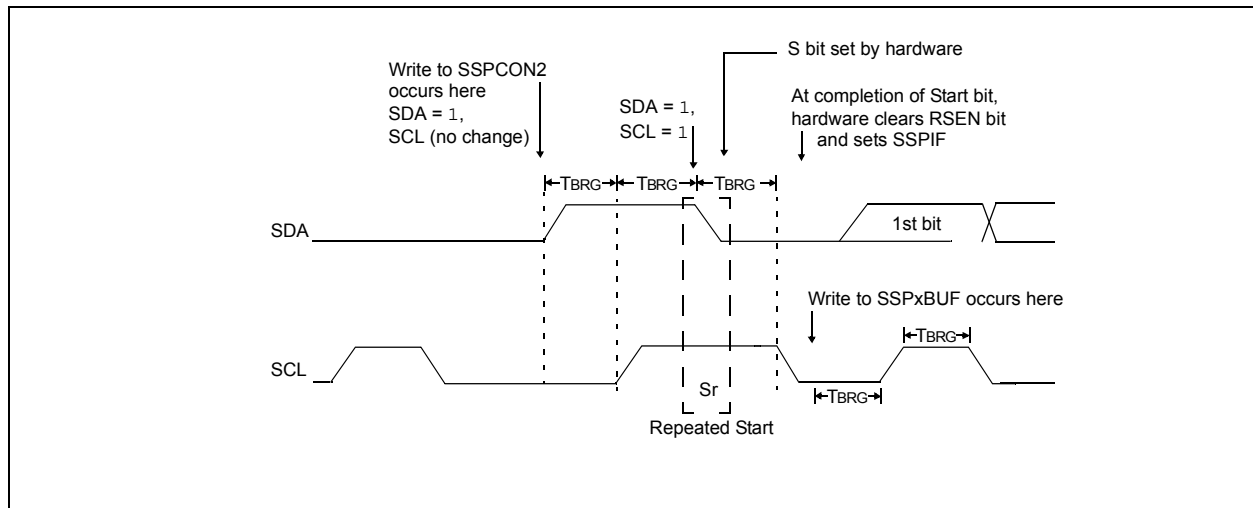 S bit set by hardware
Write to SSPCON2
occurs here
SDA = 1,
SCL (no change)
SDA = 1,
SCL = 1
At completion of Start bit,
hardware clears RSEN bit
and sets SSPIF
TBRG
TBRG
TBRG
SDA
1st bit
Write to SSPxBUF occurs here
TBRG
SCL
Sr
TBRG
Repeated Start